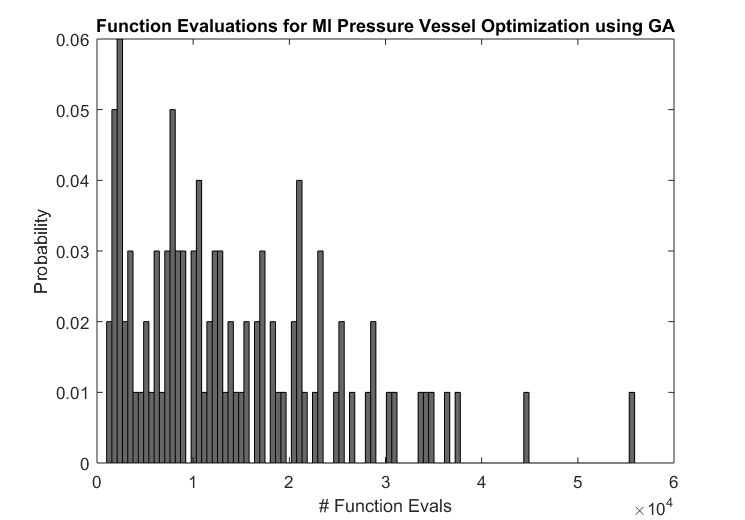 Function Evaluations for MI Pressure Vessel Optimization using GA
0.06
0.05
0.04
0.03
0.02
0.01
0
Probability
0 1 2 3 4 5 6
# Function Evals
×10⁴